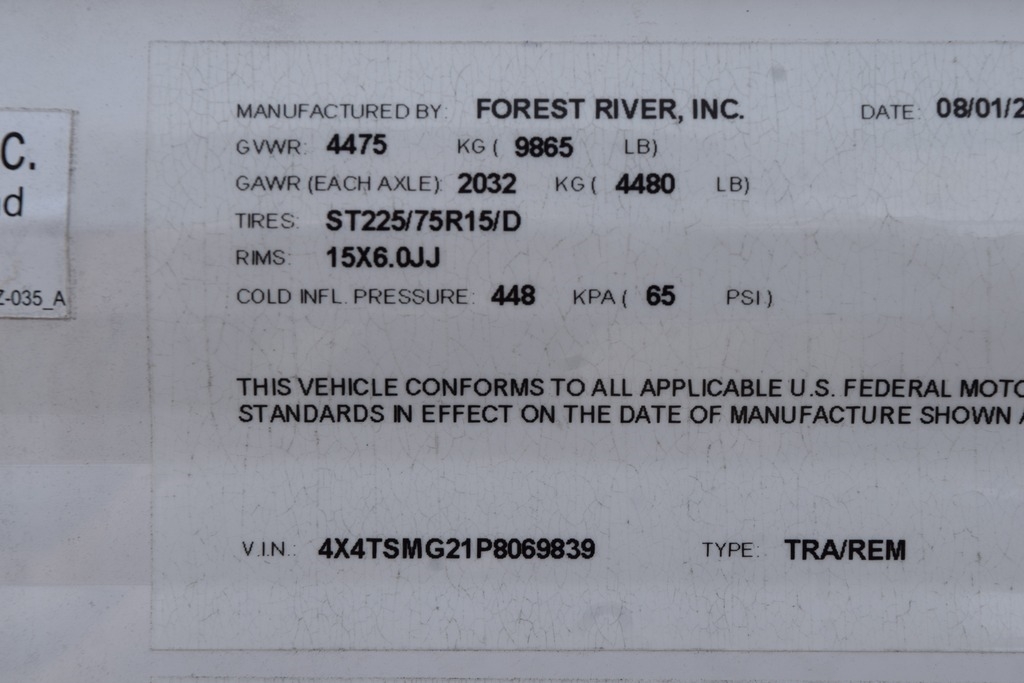 C.
d
Z-035_A
MANUFACTURED BY: FOREST RIVER, INC. DATE: 08/01/2
GVWR: 4475 KG ( 9865 LB)
GAWR (EACH AXLE): 2032 KG ( 4480 LB)
TIRES: ST225/75R15/D
RIMS: 15X6.0JJ
COLD INFL. PRESSURE: 448 KPA ( 65 PSI )
THIS VEHICLE CONFORMS TO ALL APPLICABLE U.S. FEDERAL MOTO
STANDARDS IN EFFECT ON THE DATE OF MANUFACTURE SHOWN A
V.I.N.: 4X4TSMG21P8069839 TYPE: TRA/REM